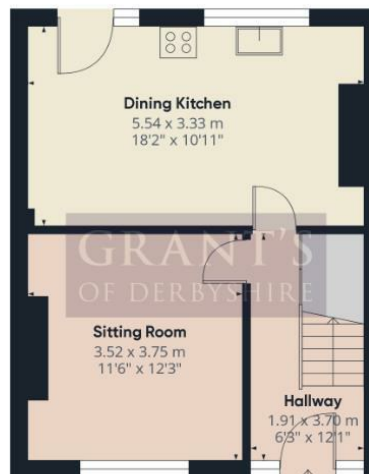 Dining Kitchen
5.54 x 3.33 m
18'2" x 10'11"
GRANT'S
OF DERBYSHIRE
Sitting Room
3.52 x 3.75 m
11'6" x 12'3"
Hallway
1.91 x 3.70 m
6'3" x 12'1"